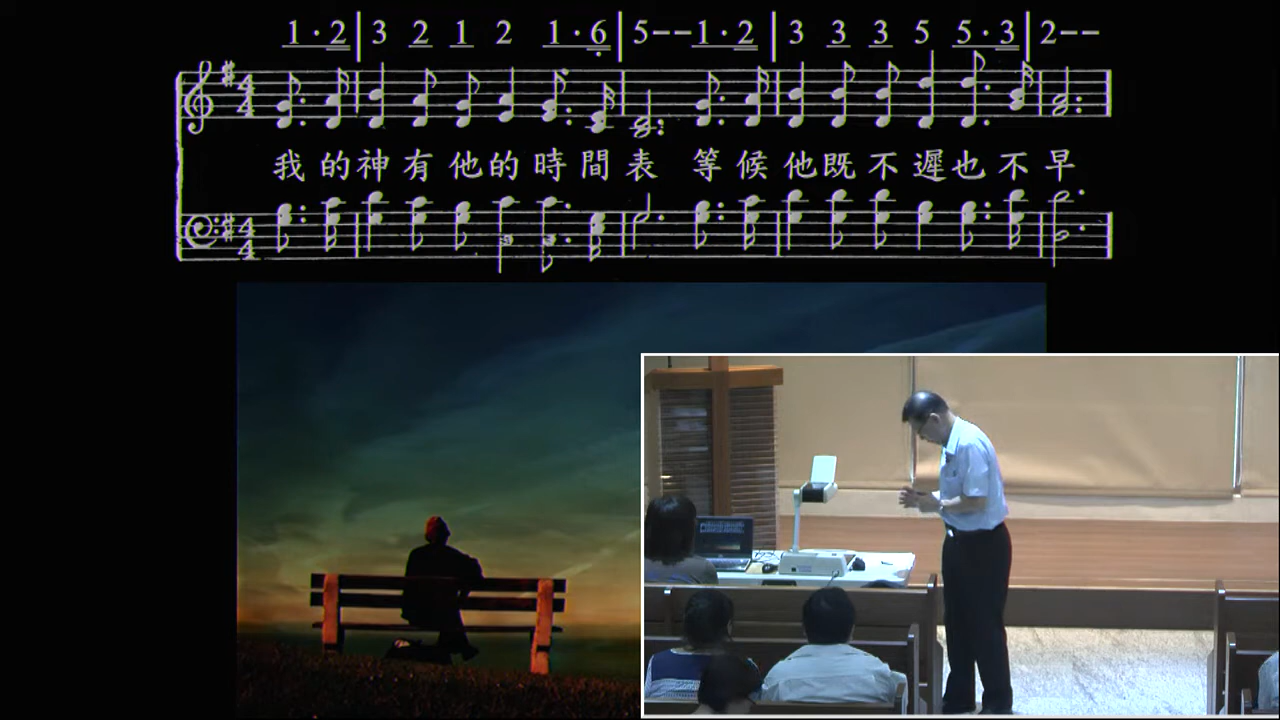 1·2|3 2 1 2 1·6|5--1·2|3 3 3 5 5·3|2--
我的神有他的時間表 等候他既不遲也不早